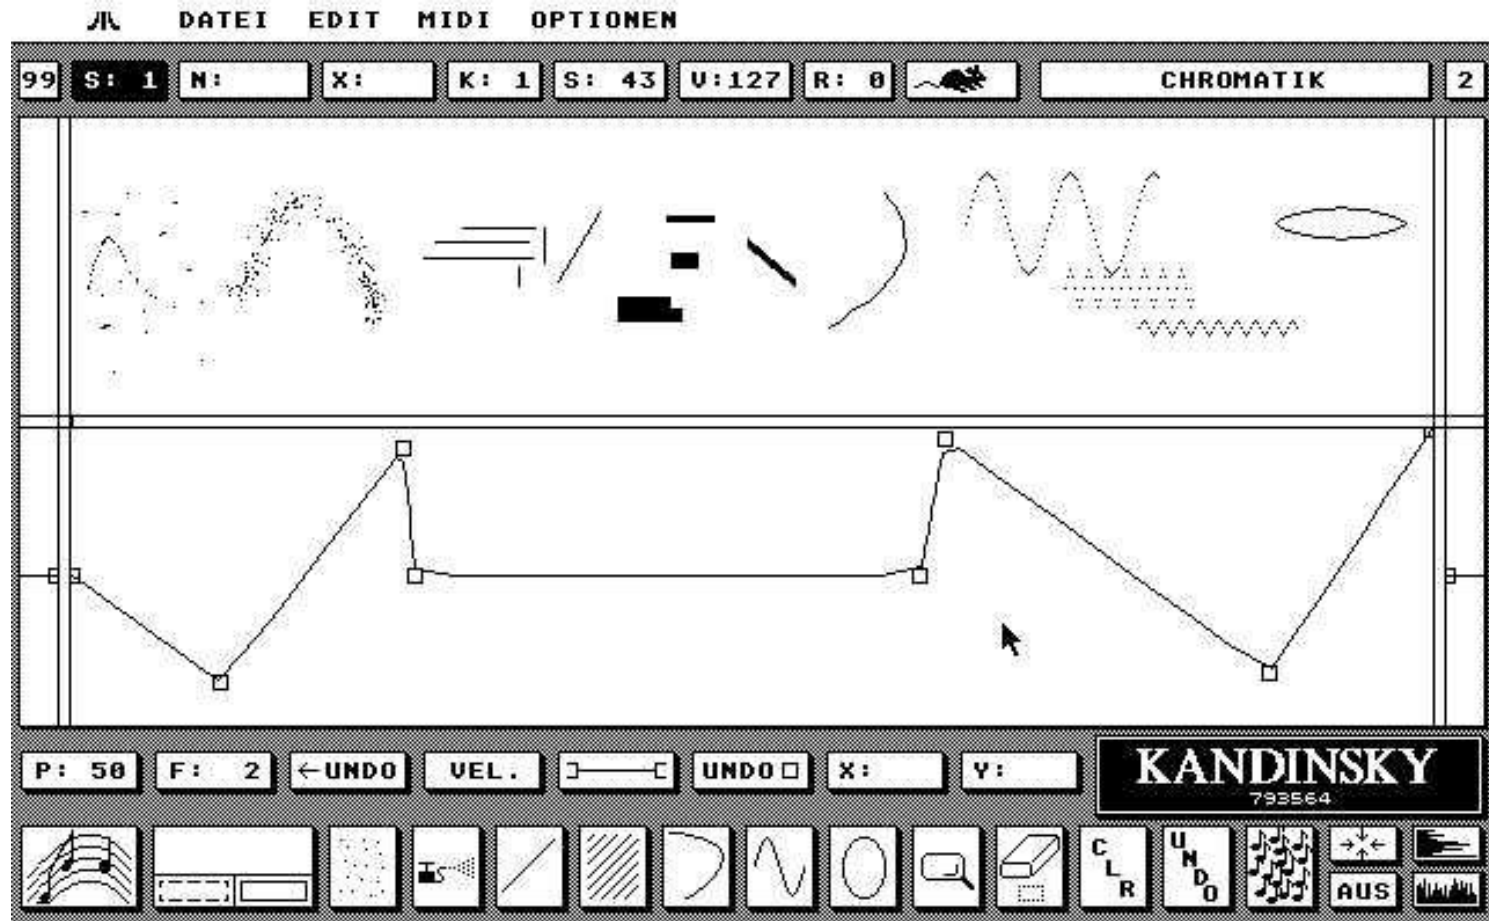 DATEI EDIT MIDI OPTIONEN
99 S: 1 N: X: K: 1 S: 43 V:127 R: 0 CHROMATIK 2
P: 50 F: 2 ←UNDO VEL. UNDO X: Y: KANDINSKY
793564
CLR UNDO AUS